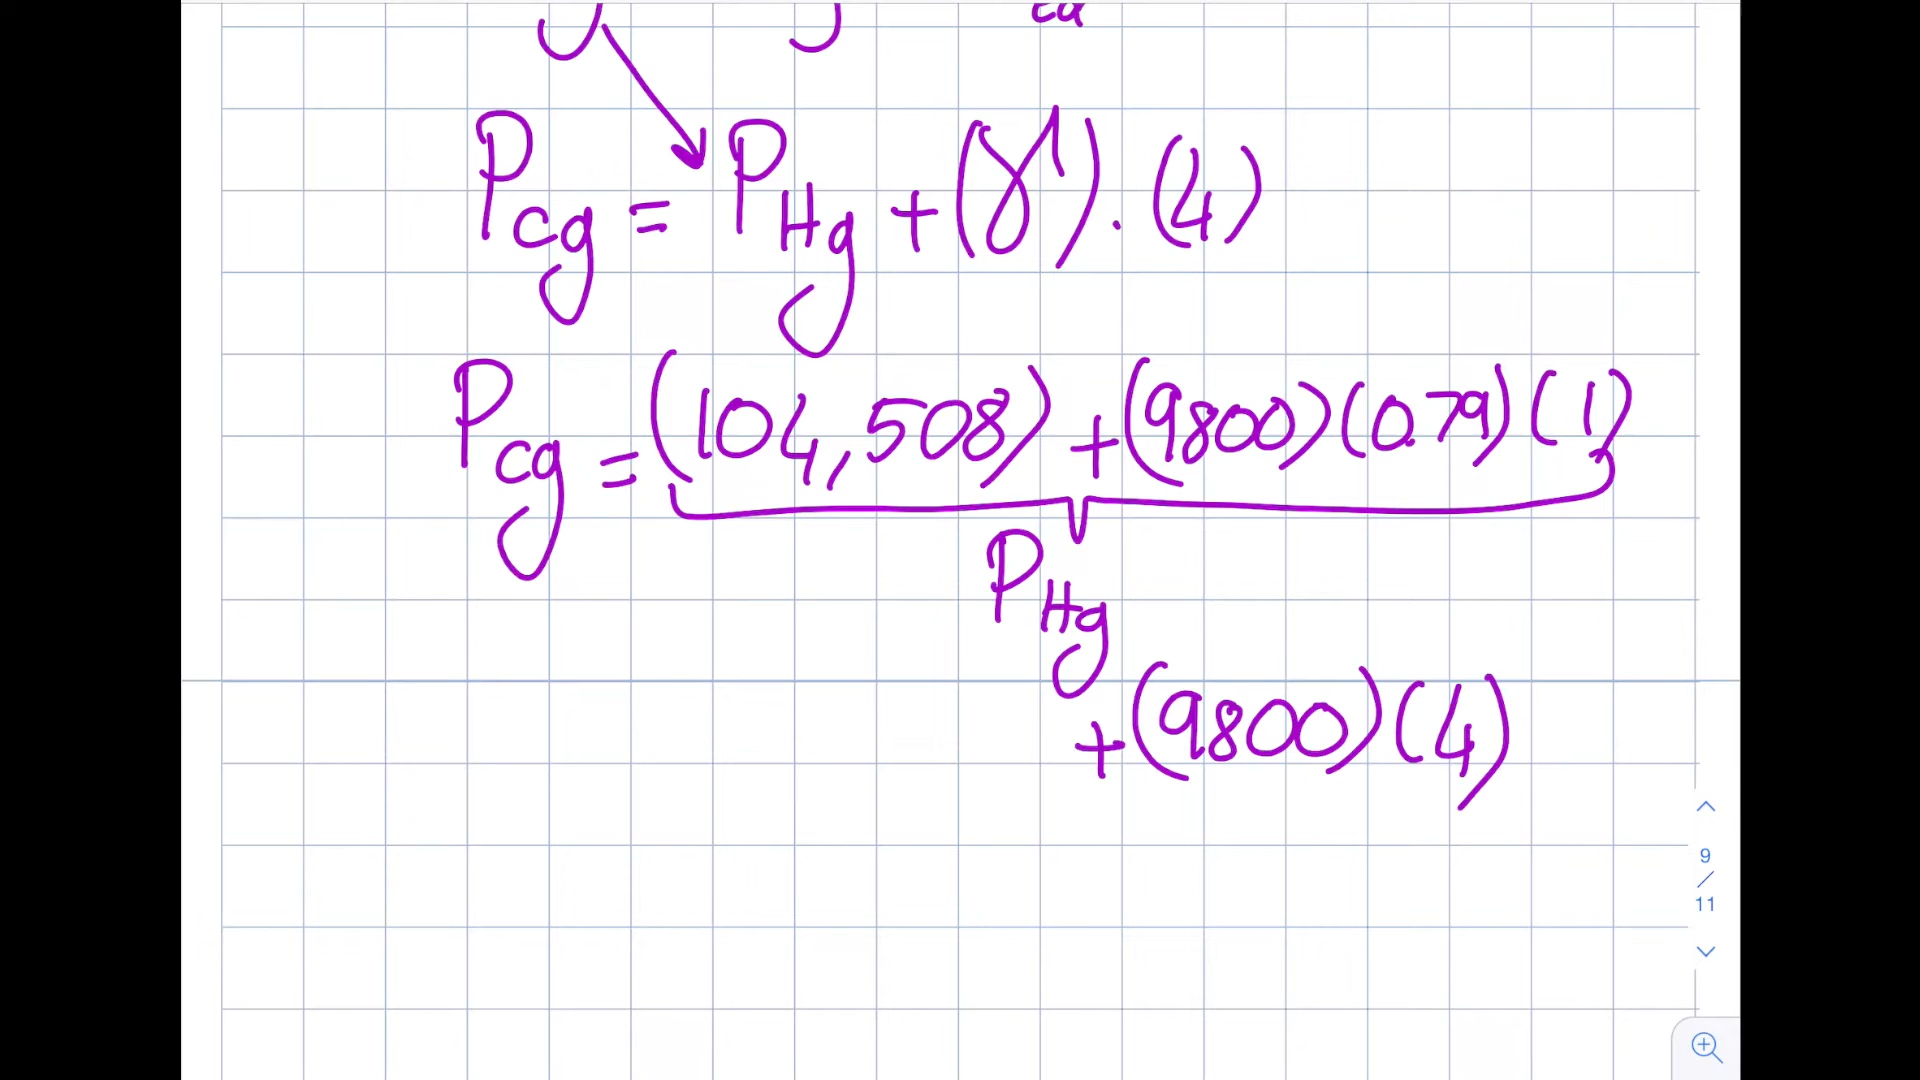 P_cg = P_Hg + (γ) . (4)
P_cg = (104,508) + (9800)(0.79)(1)
P_Hg
+ (9800)(4)
9
/
11